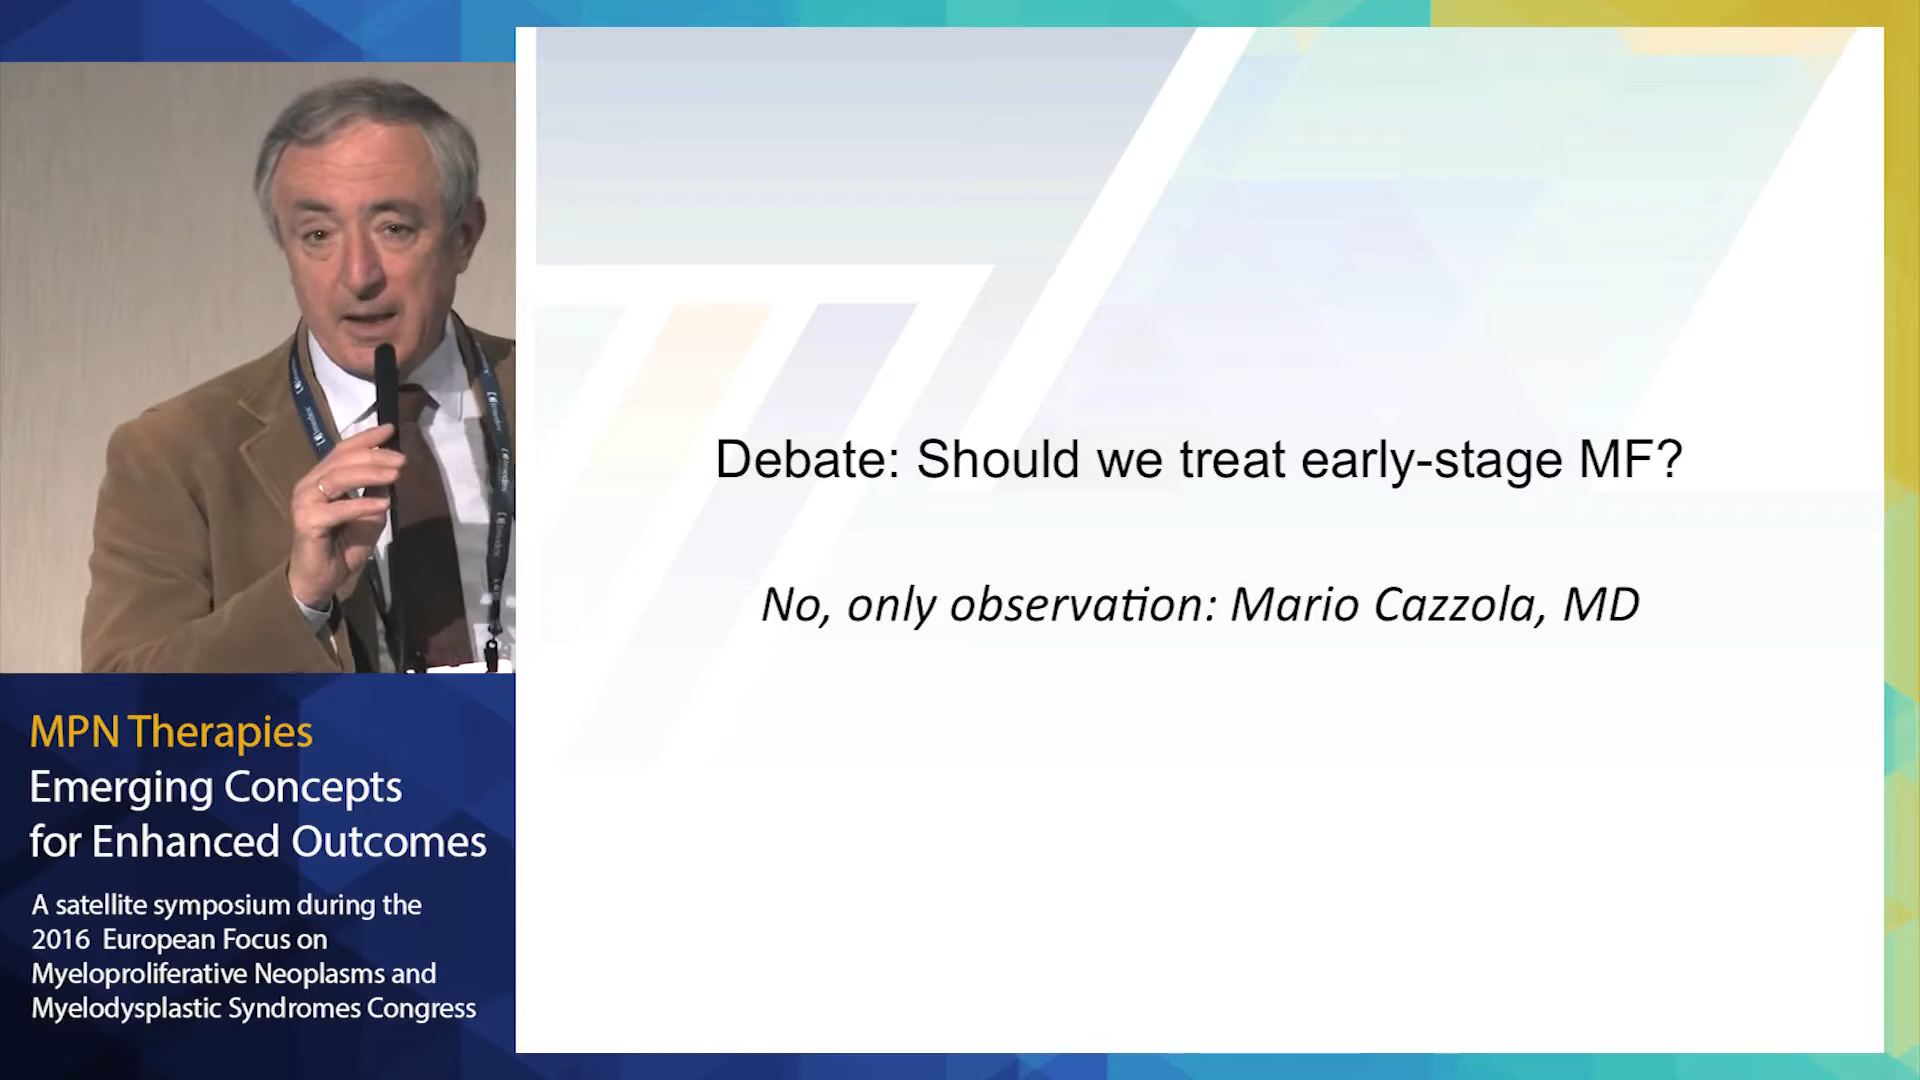 Debate: Should we treat early-stage MF?
No, only observation: Mario Cazzola, MD
MPN Therapies
Emerging Concepts
for Enhanced Outcomes
A satellite symposium during the
2016 European Focus on
Myeloproliferative Neoplasms and
Myelodysplastic Syndromes Congress